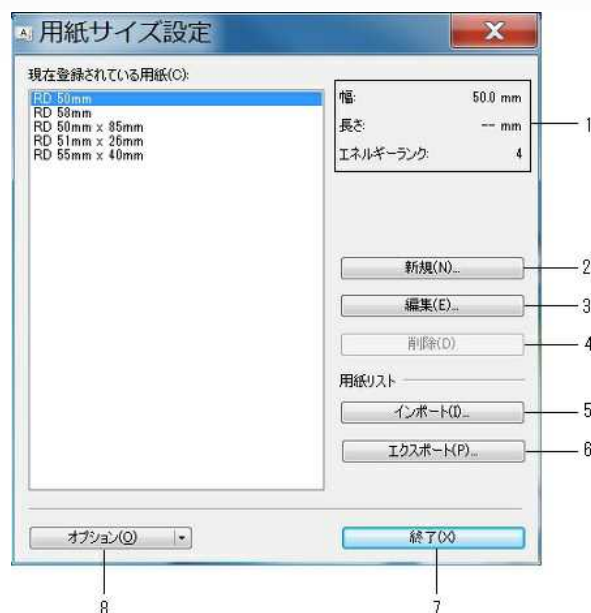 用紙サイズ設定
現在登録されている用紙(C):
RD 50mm
RD 58mm
RD 50mm x 85mm
RD 51mm x 26mm
RD 55mm x 40mm
幅: 50.0 mm
長さ: -- mm
エネルギーランク: 4
1
新規(N)... 2
編集(E)... 3
削除(D) 4
用紙リスト
インポート(I)... 5
エクスポート(P)... 6
オプション(O)
終了(X)
8
7